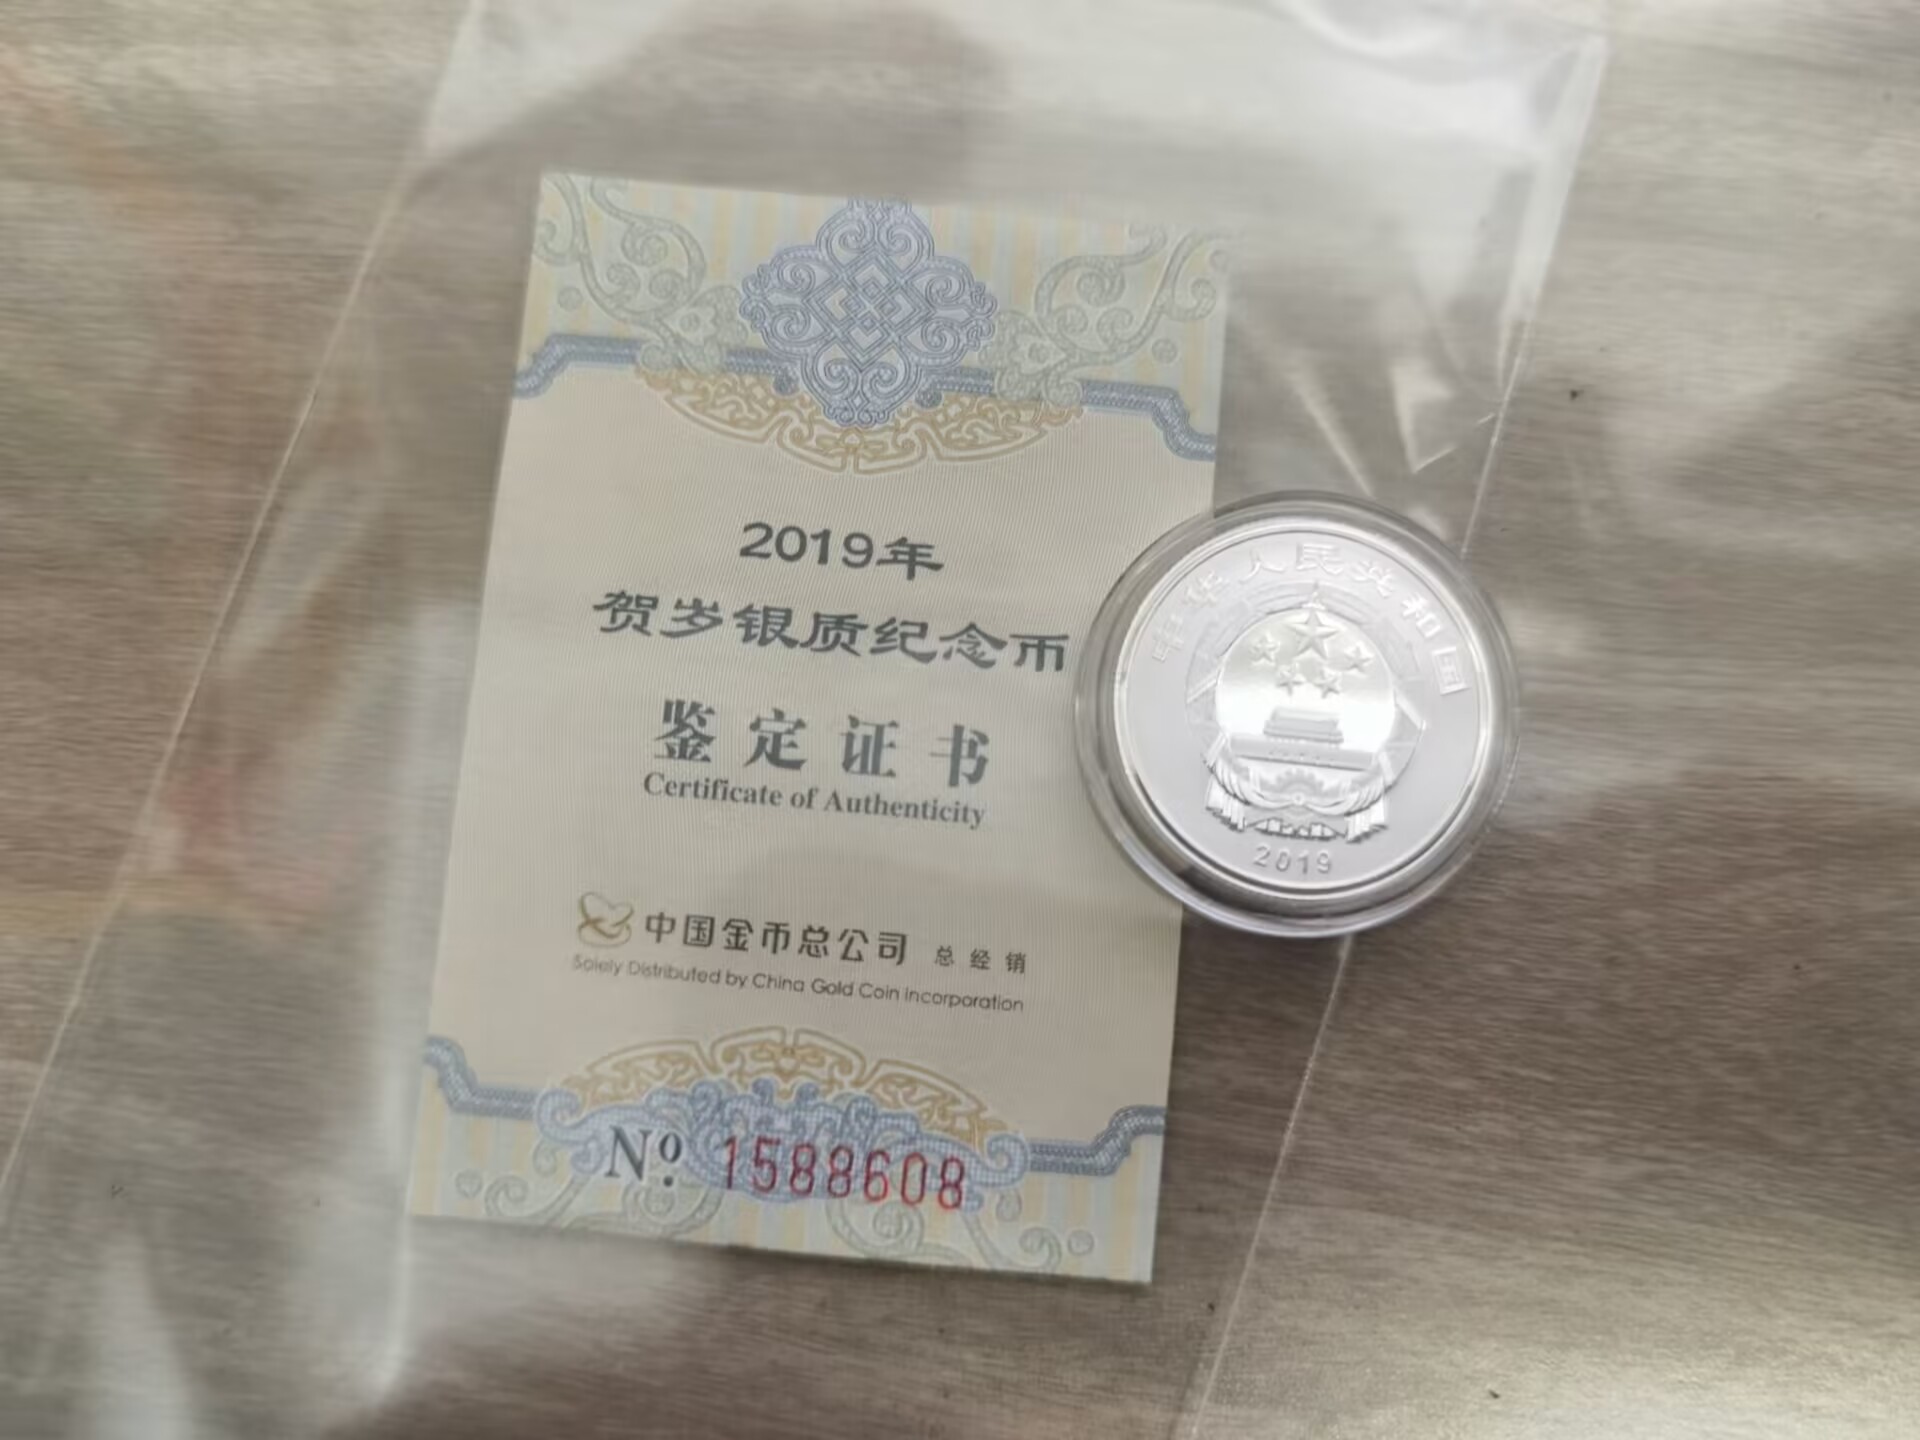 2019年
贺岁银质纪念币
鉴定证书
Certificate of Authenticity
中国金币总公司 总经销
Solely Distributed by China Gold Coin Incorporation
№ 1588608
中华人民共和国
2019